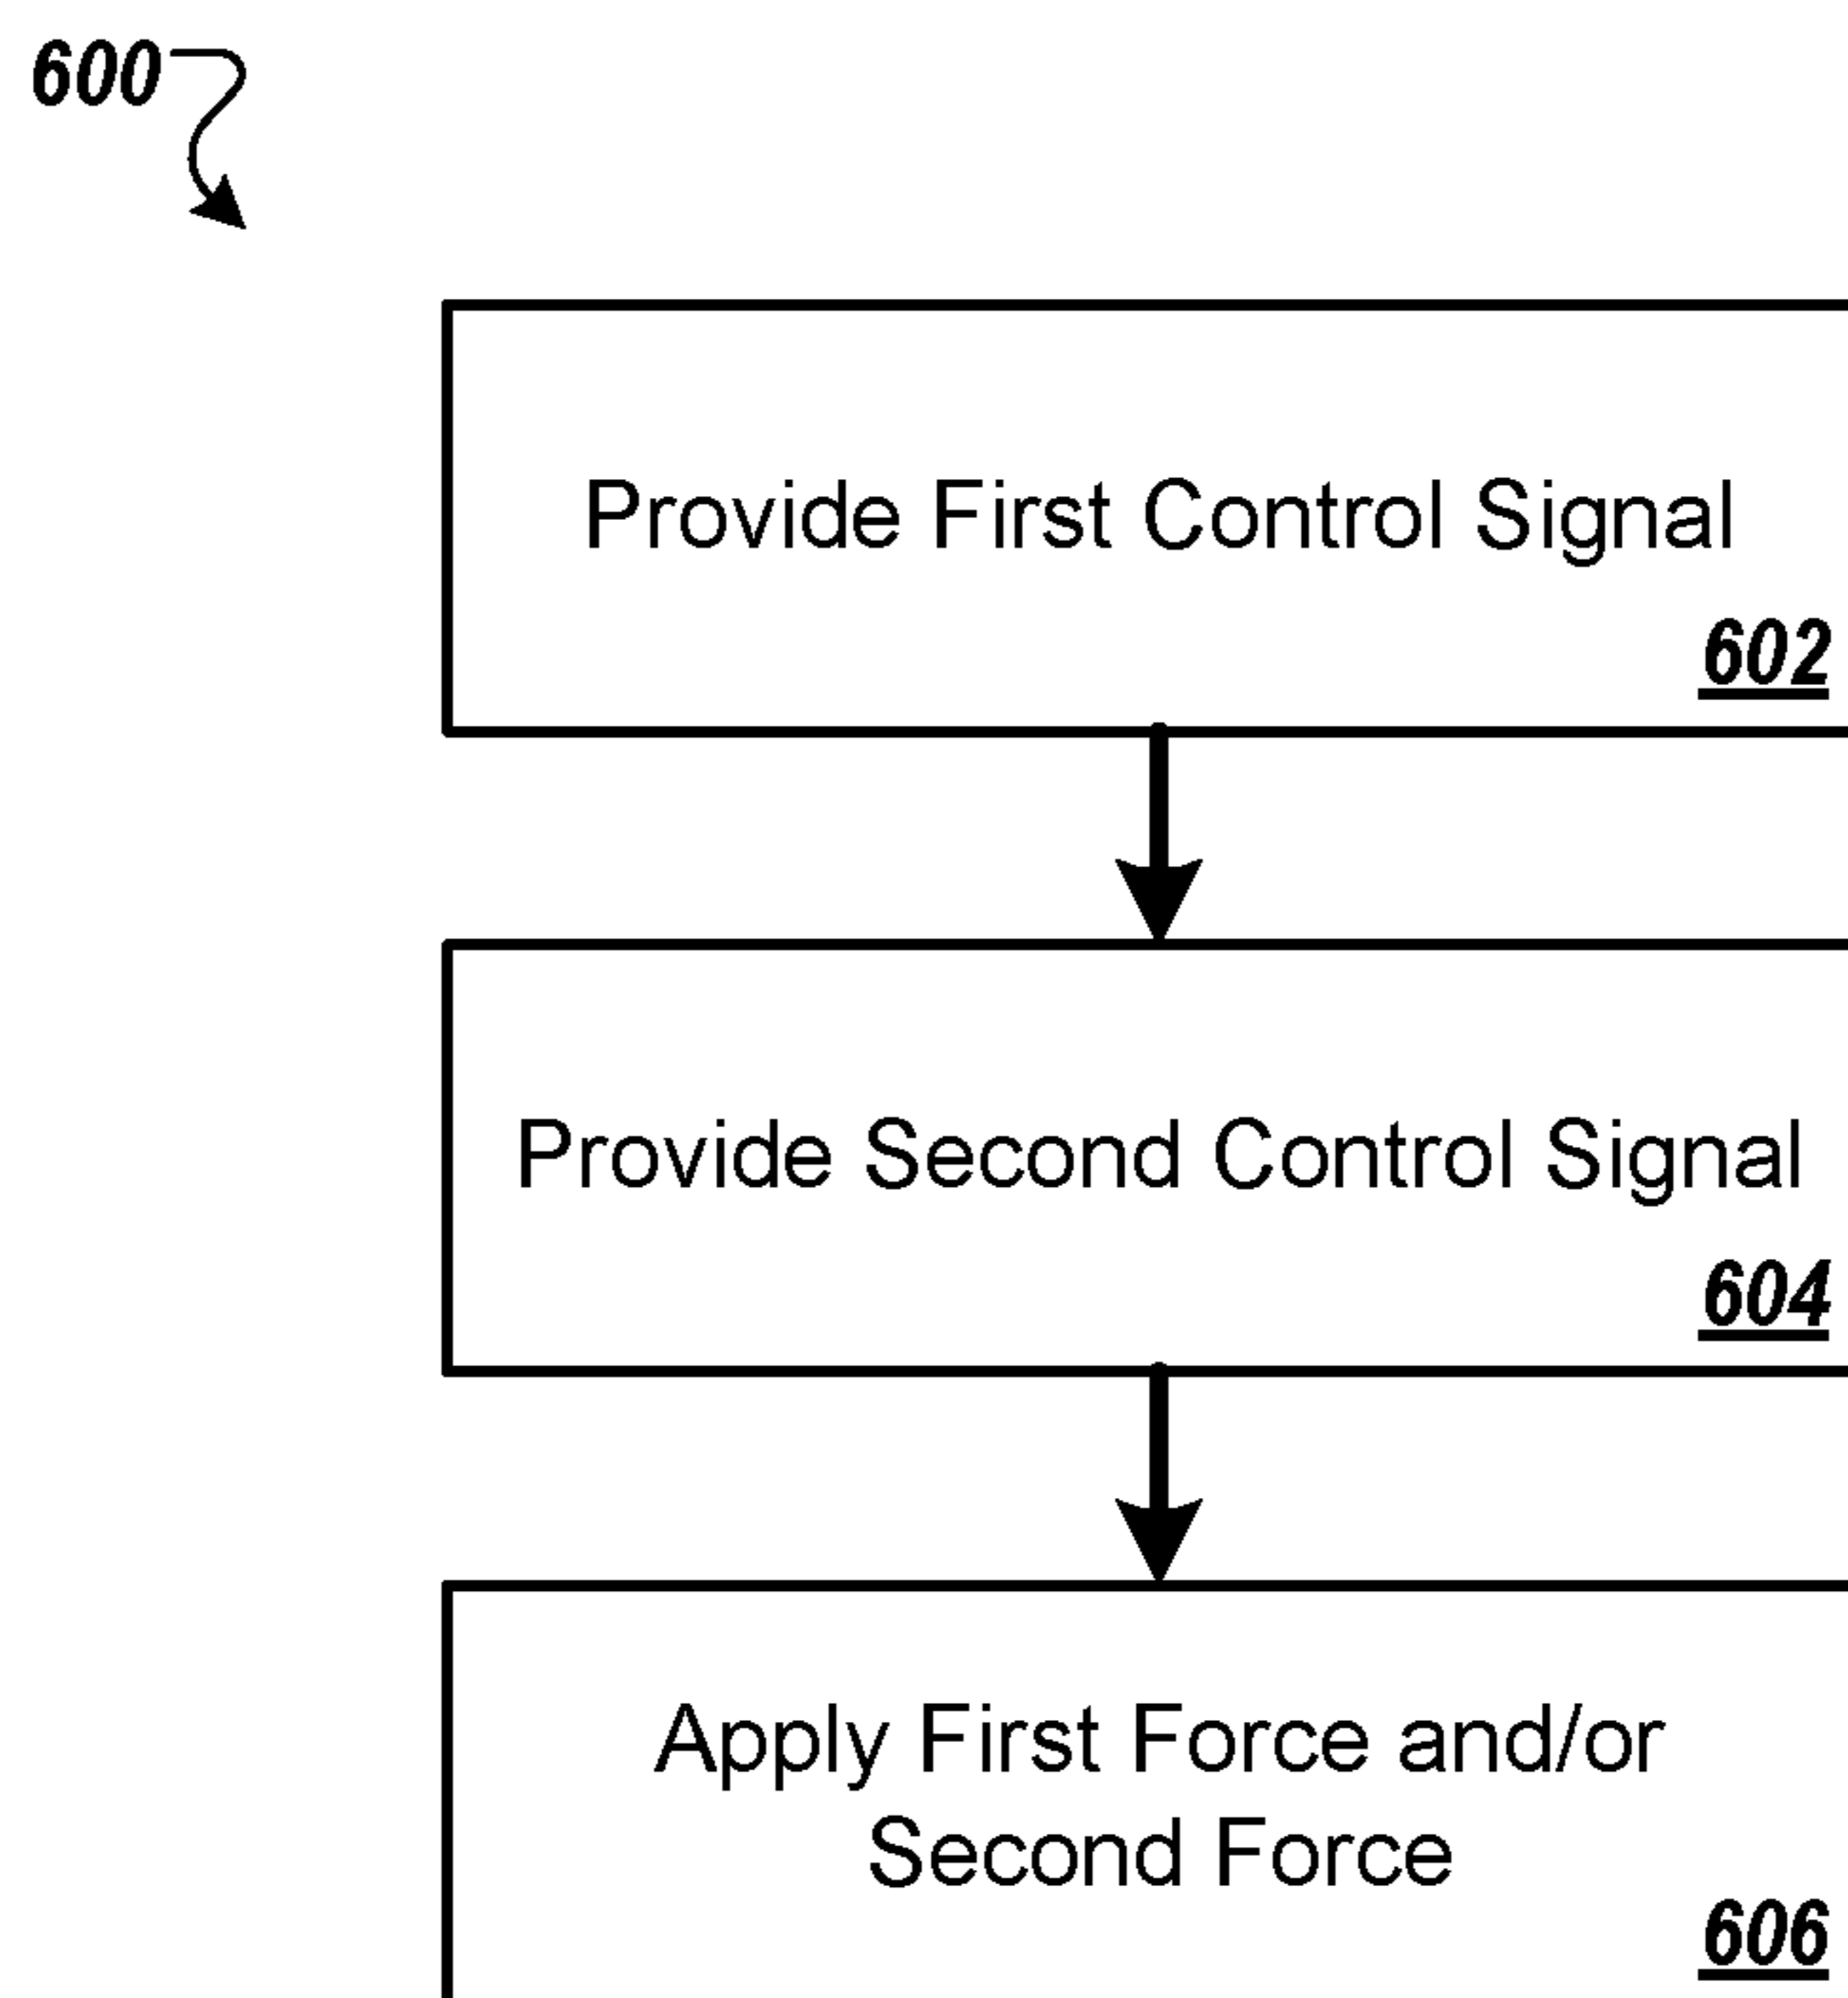 600
Provide First Control Signal
602
Provide Second Control Signal
604
Apply First Force and/or
Second Force
606